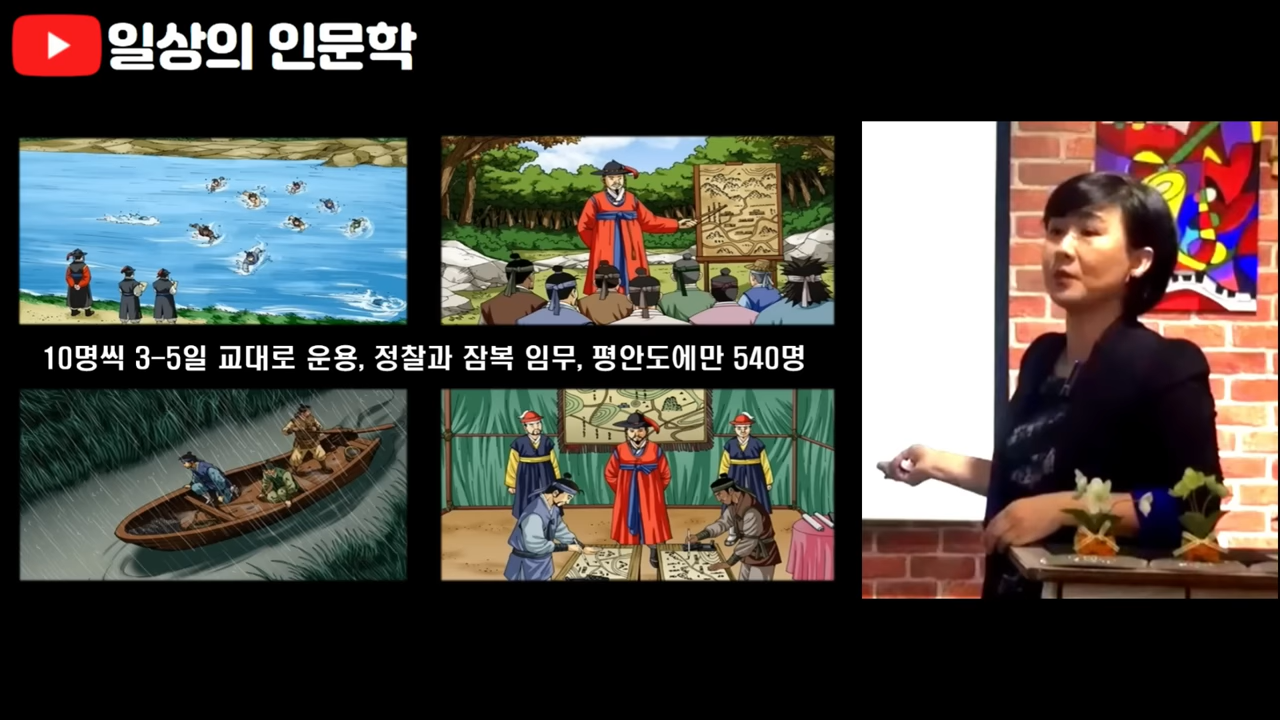 일상의 인문학
10명씩 3-5일 교대로 운용, 정찰과 잠복 임무, 평안도에만 540명